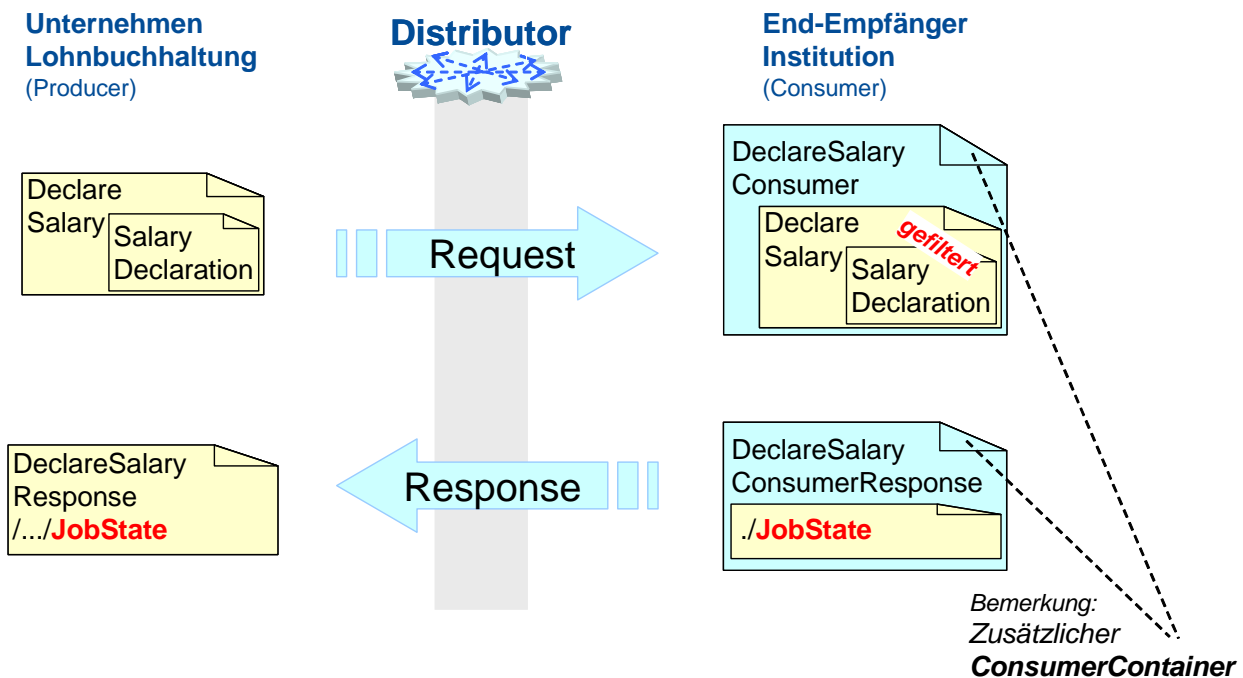 Unternehmen
Lohnbuchhaltung
(Producer)
Distributor
End-Empfänger
Institution
(Consumer)
Declare
Salary
Salary
Declaration
Request
DeclareSalary
Consumer
Declare
Salary
gefiltert
Salary
Declaration
DeclareSalary
Response
/.../JobState
Response
DeclareSalary
ConsumerResponse
./JobState
Bemerkung:
Zusätzlicher
ConsumerContainer